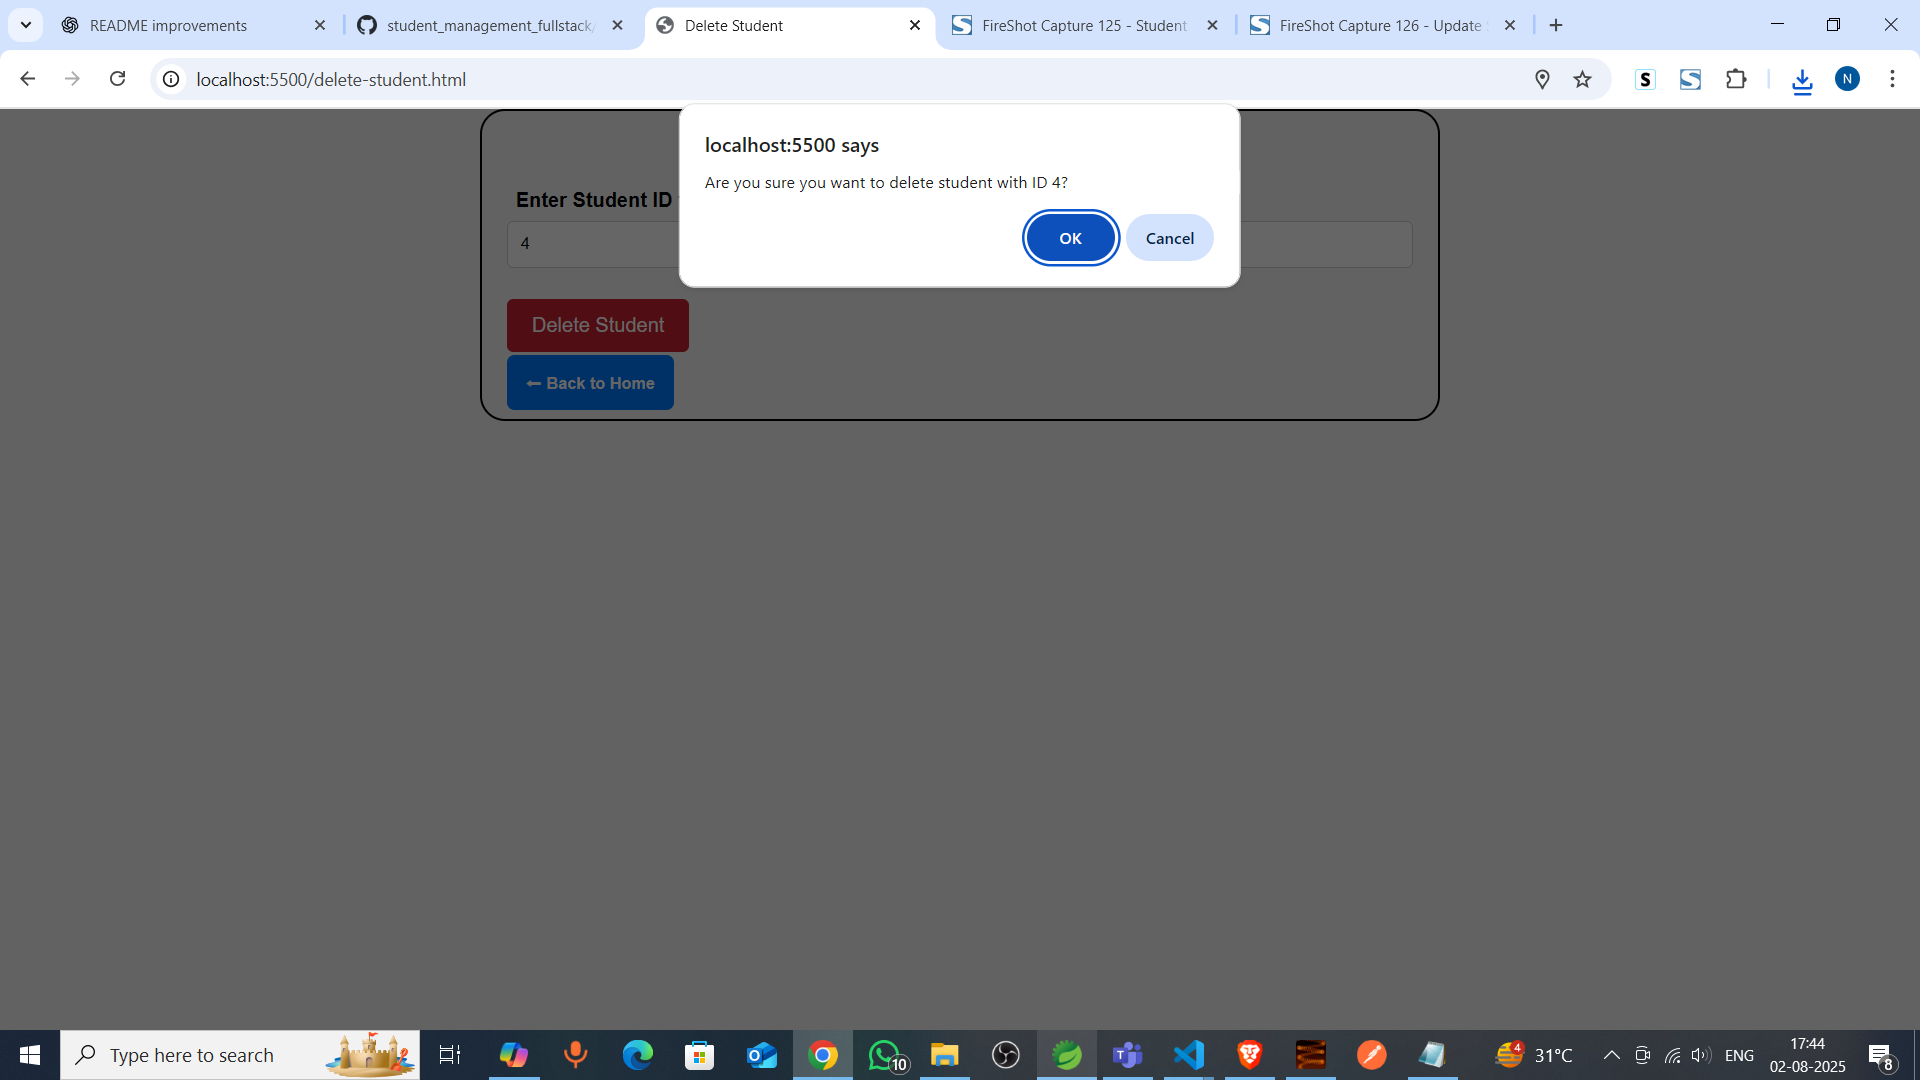 README improvements
student_management_fullstack/
Delete Student
FireShot Capture 125 - Student
FireShot Capture 126 - Update
localhost:5500/delete-student.html
N
localhost:5500 says
Are you sure you want to delete student with ID 4?
OK
Cancel
Enter Student ID
4
Delete Student
← Back to Home
Type here to search
10
4
31°C
ENG
17:44
02-08-2025
8